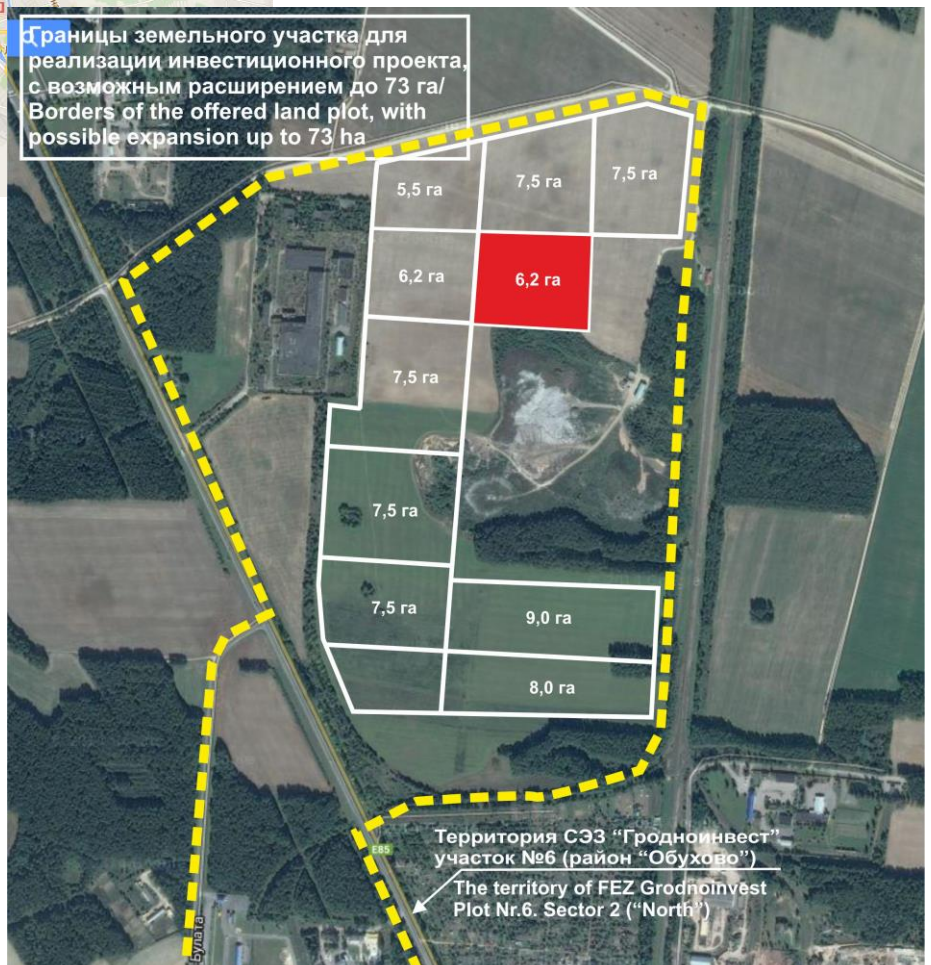 Границы земельного участка для
реализации инвестиционного проекта,
с возможным расширением до 73 га/
Borders of the offered land plot, with
possible expansion up to 73 ha
5,5 га
7,5 га
7,5 га
6,2 га
6,2 га
7,5 га
7,5 га
7,5 га
9,0 га
8,0 га
Территория СЭЗ “Гродноинвест”
участок №6 (район “Обухово”)
The territory of FEZ Grodnoinvest
Plot Nr.6. Sector 2 (“North”)
E85
Булата